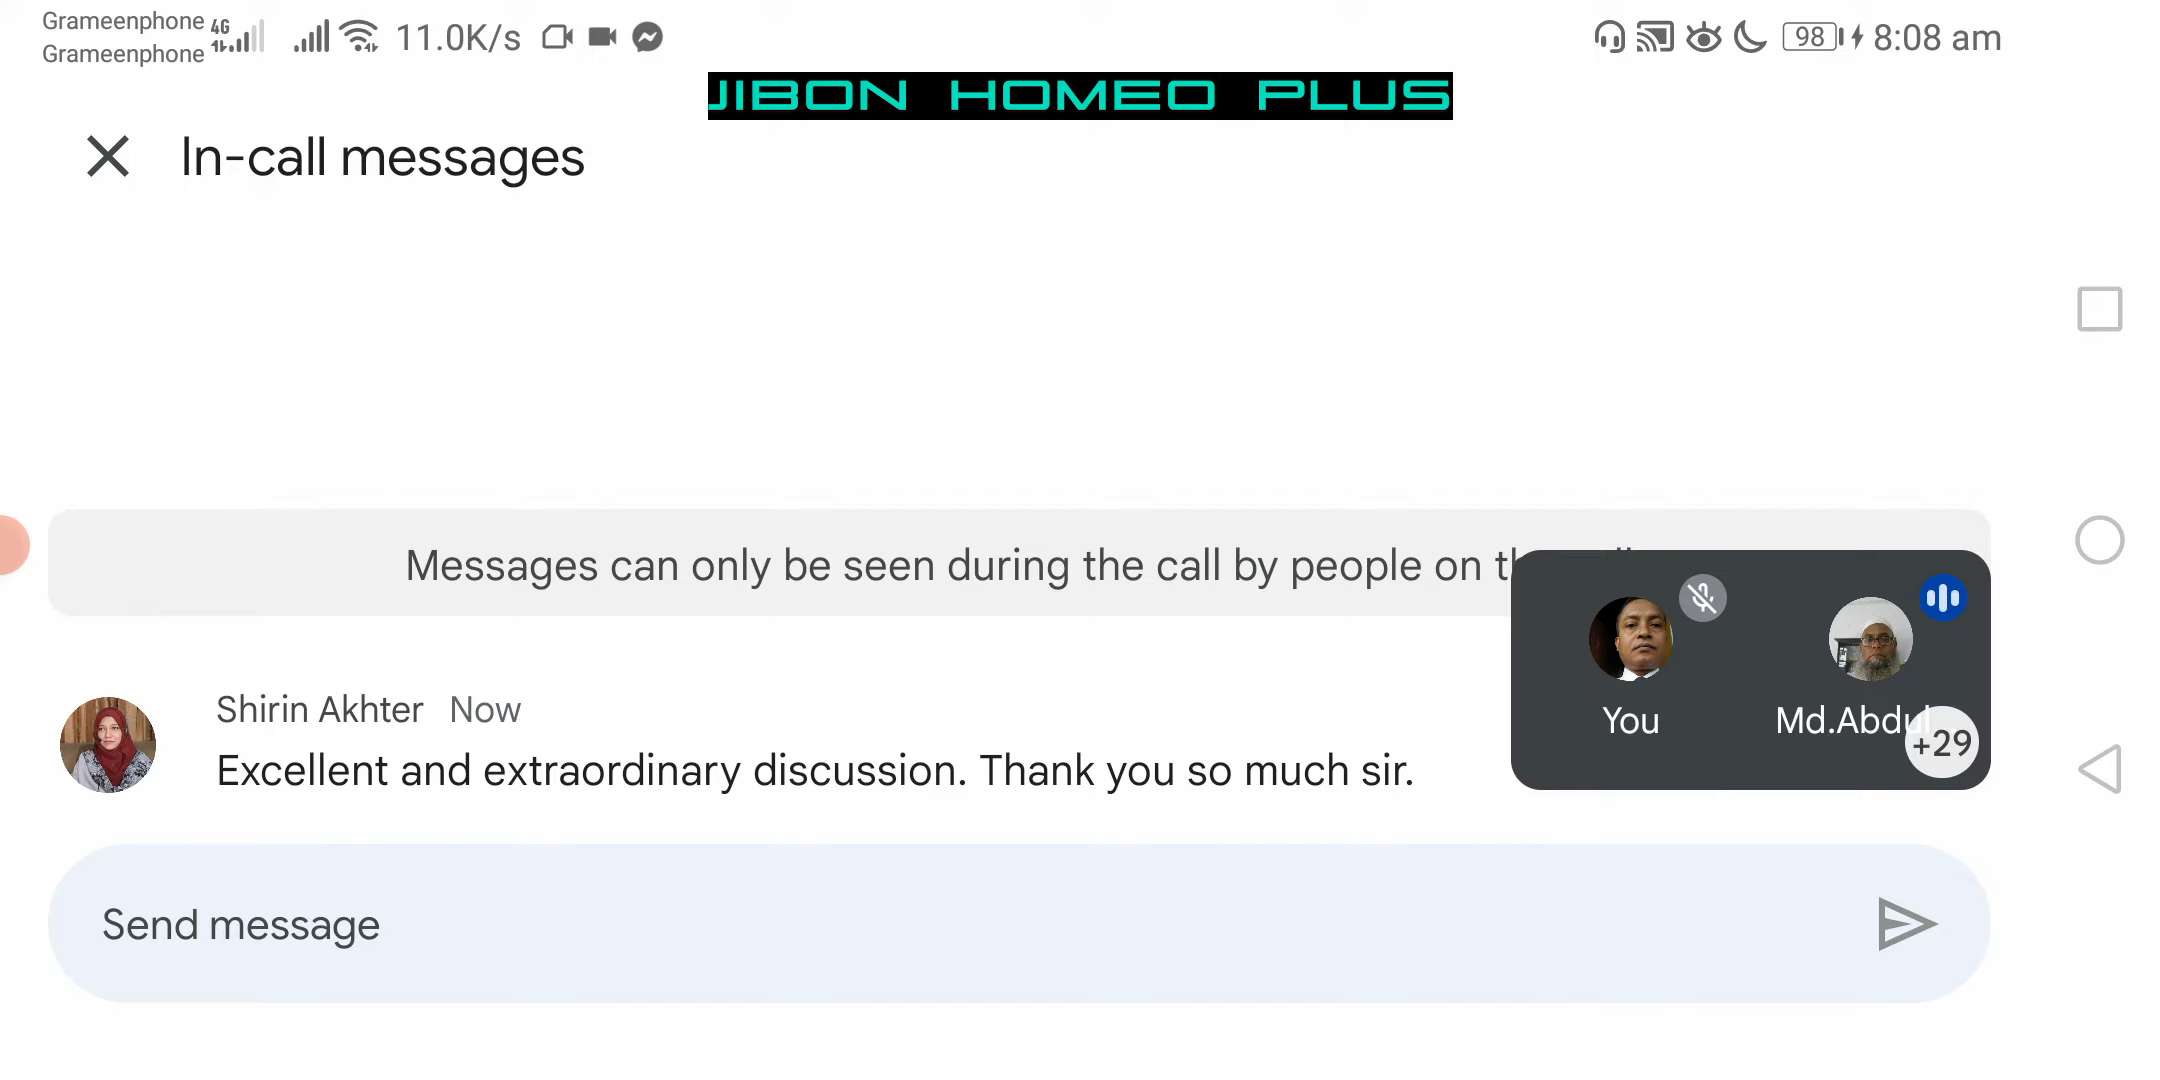 Grameenphone 4G
Grameenphone
11.0K/s
98
8:08 am
JIBON HOMEO PLUS
In-call messages
Messages can only be seen during the call by people on
Shirin Akhter Now
Excellent and extraordinary discussion. Thank you so much sir.
You
Md.Abdul
+29
Send message